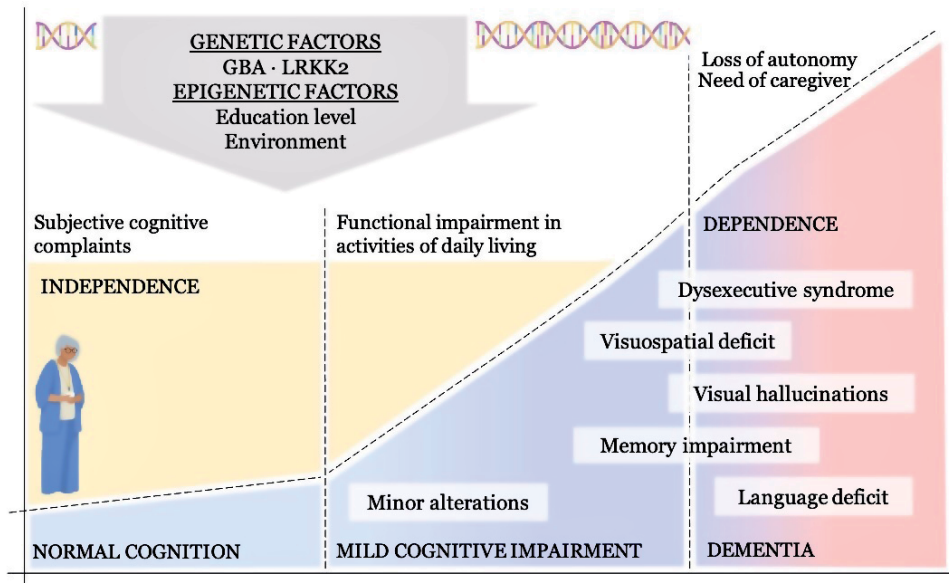 GENETIC FACTORS
GBA · LRKK2
EPIGENETIC FACTORS
Education level
Environment
Loss of autonomy
Need of caregiver
Subjective cognitive
complaints
Functional impairment in
activities of daily living
DEPENDENCE
INDEPENDENCE
Dysexecutive syndrome
Visuospatial deficit
Visual hallucinations
Memory impairment
Minor alterations
Language deficit
NORMAL COGNITION
MILD COGNITIVE IMPAIRMENT
DEMENTIA